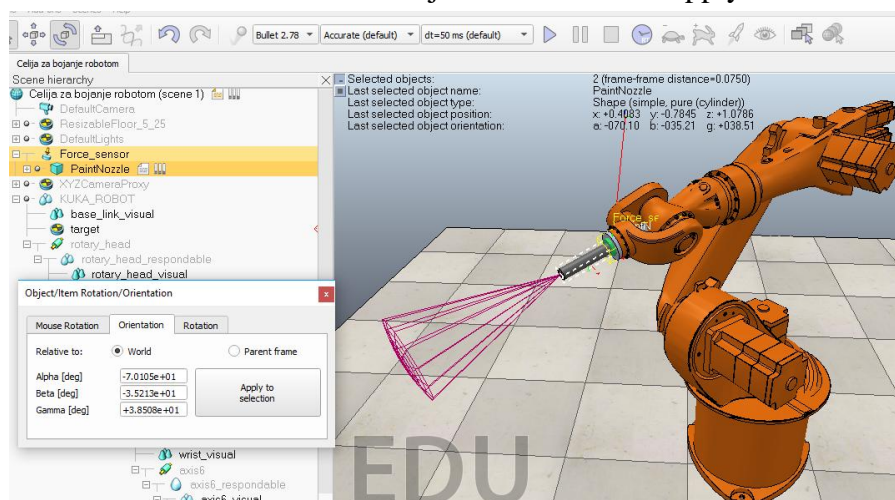 Bullet 2.78
Accurate (default)
dt=50 ms (default)
Celija za bojanje robotom
Scene hierarchy
Celija za bojanje robotom (scene 1)
DefaultCamera
ResizableFloor_5_25
DefaultLights
Force_sensor
PaintNozzle
XYZCameraProxy
KUKA_ROBOT
base_link_visual
target
rotary_head
rotary_head_respondable
rotary_head_visual
Selected objects: 2 (frame-frame distance=0.0750)
Last selected object name: PaintNozzle
Last selected object type: Shape (simple, pure (cylinder))
Last selected object position: x: +0.4083 y: -0.7845 z: +1.0786
Last selected object orientation: a: -070.10 b: -035.21 g: +038.51
Object/Item Rotation/Orientation
x
Mouse Rotation Orientation Rotation
Relative to: World Parent frame
Alpha [deg] -7.0105e+01
Beta [deg] -3.5213e+01
Gamma [deg] +3.8508e+01
Apply to
selection
wrist_visual
axis6
axis6_respondable
axis6_visual
EDU